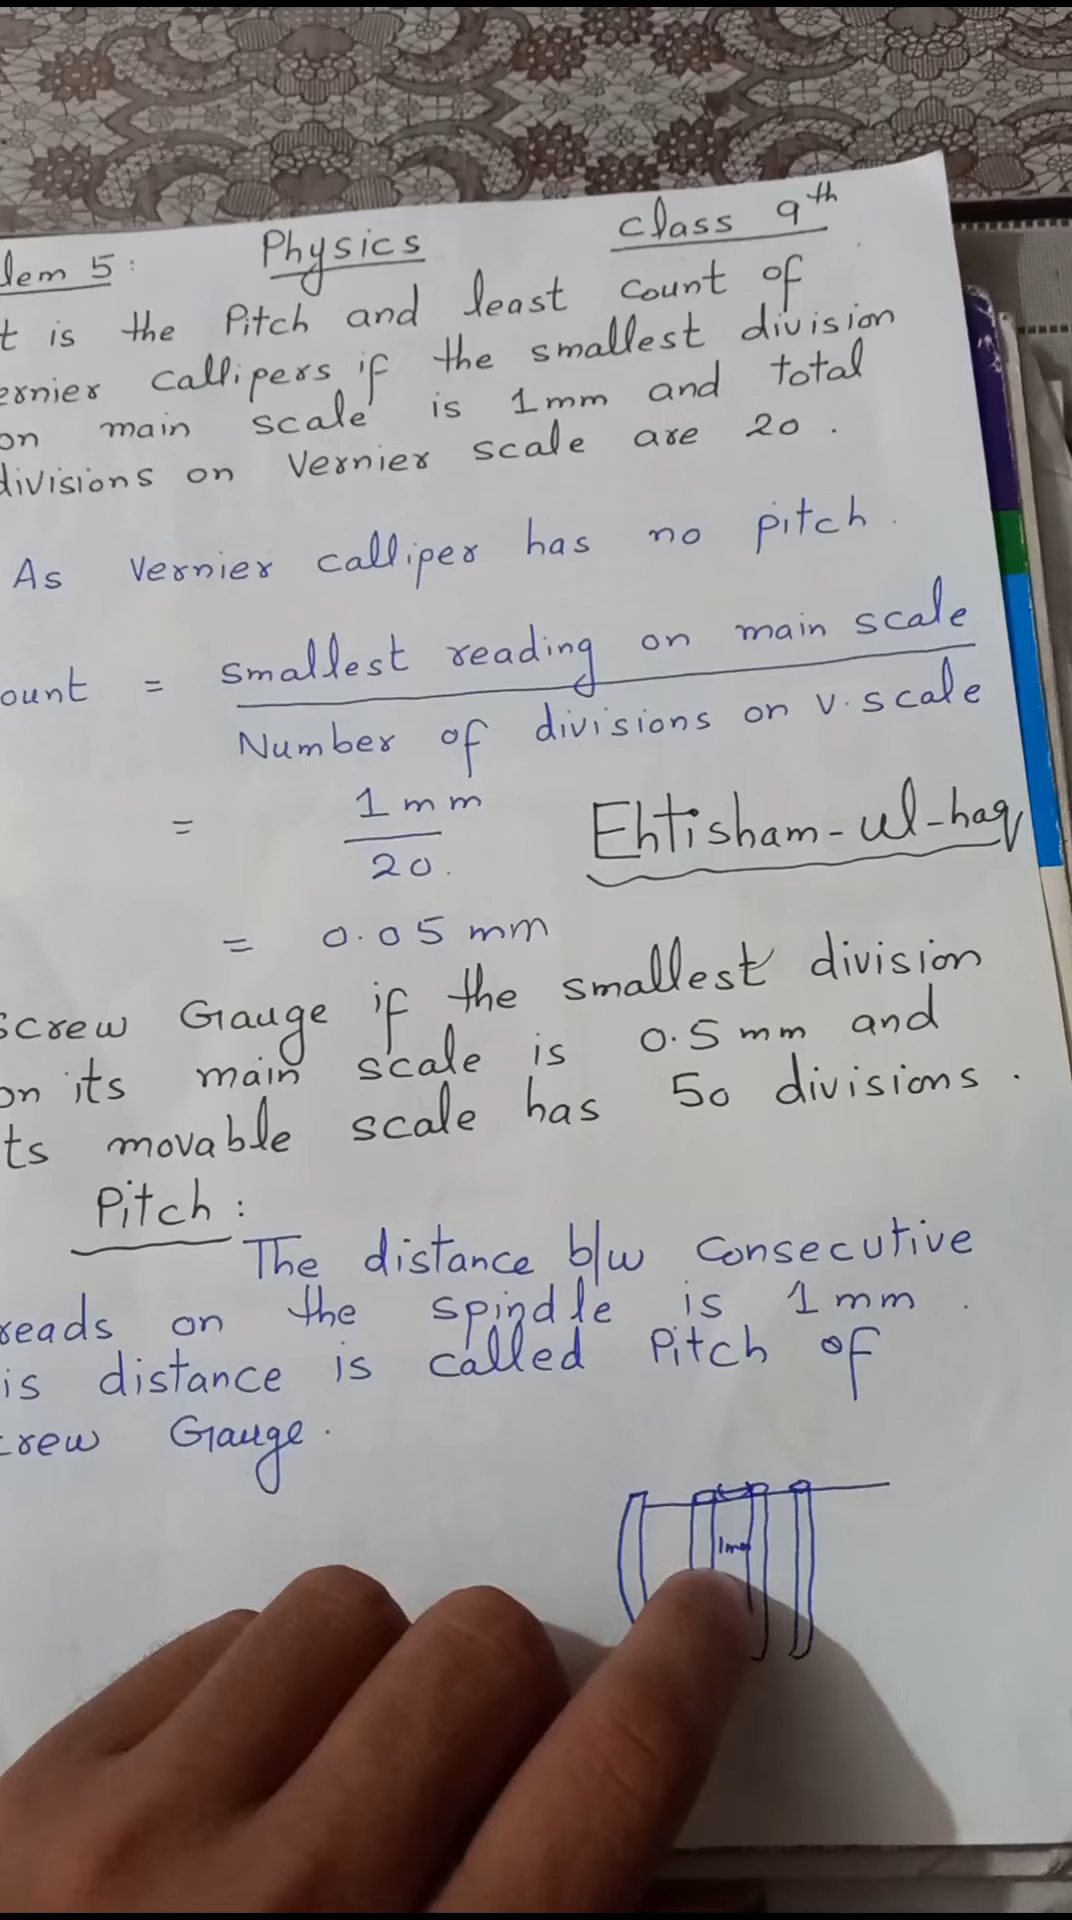 lem 5:
Physics
class 9th
t is the Pitch and least count of
ernier callipers if the smallest division
on main scale is 1mm and total
divisions on Vernier scale are 20.
As Vernier calliper has no pitch.
ount = smallest reading on main scale
Number of divisions on v.scale
= 1 mm
20.
Ehtisham-ul-haq
= 0.05 mm
screw Gauge if the smallest division
on its main scale is 0.5 mm and
ts movable scale has 50 divisions.
Pitch:
The distance b/w consecutive
reads on the spindle is 1mm.
is distance is called Pitch of
crew Gauge.
1mm